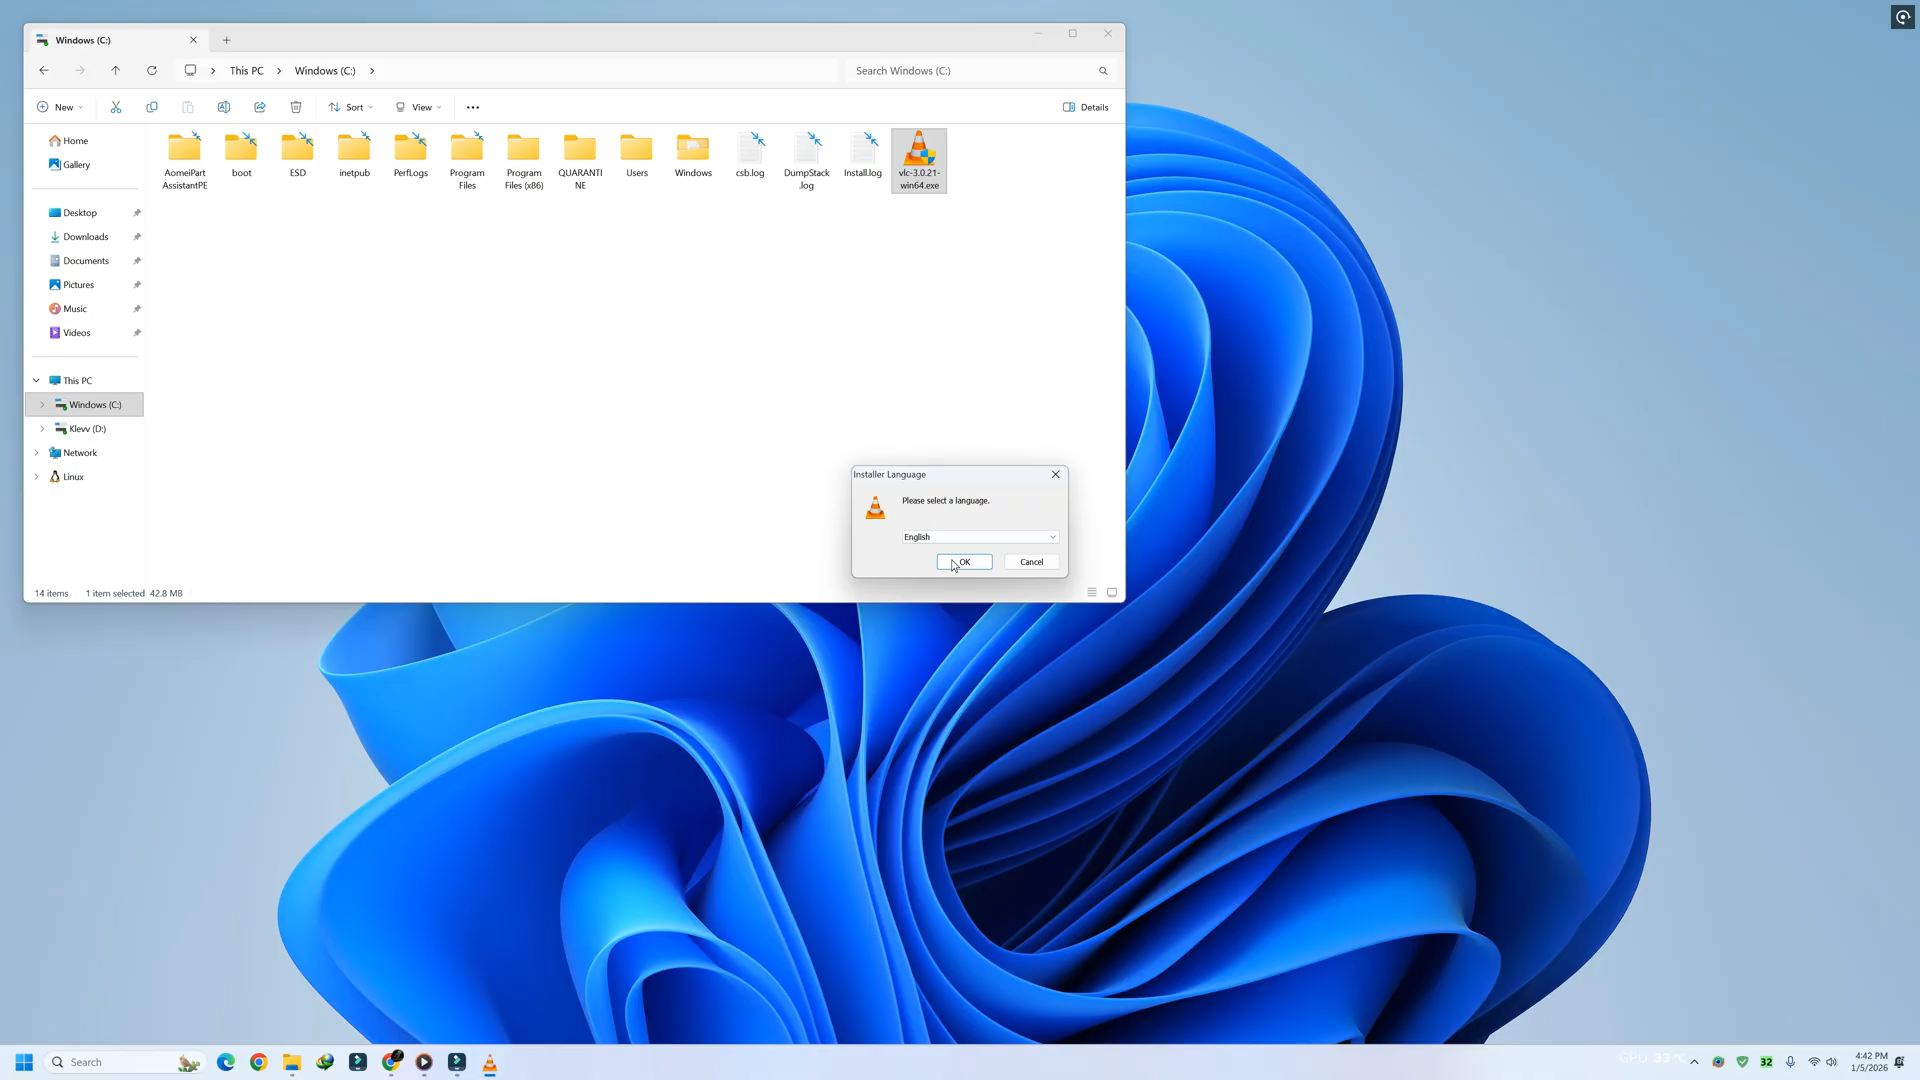 Windows (C:)
This PC
Windows (C:)
Search Windows (C:)
New
Sort
View
Details
Home
Gallery
Desktop
Downloads
Documents
Pictures
Music
Videos
This PC
Windows (C:)
Klevv (D:)
Network
Linux
AomeiPart
AssistantPE
boot
ESD
inetpub
PerfLogs
Program
Files
Program
Files (x86)
QUARANTI
NE
Users
Windows
csb.log
DumpStack
.log
Install.log
vlc-3.0.21-
win64.exe
Installer Language
Please select a language.
English
OK
Cancel
14 items
1 item selected 42.8 MB
Search
GPU 33 °C
32
4:42 PM
1/5/2026